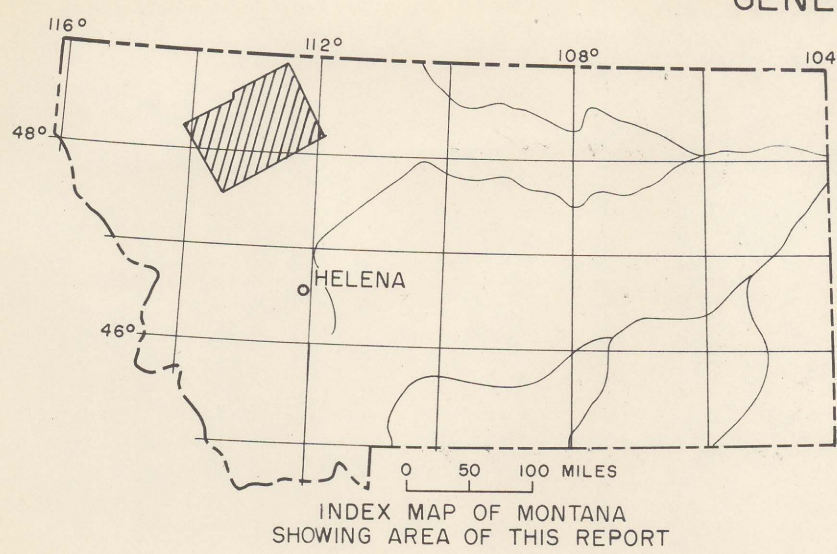 GENE
116° 112° 108° 104
48°
HELENA
46°
0 50 100 MILES
INDEX MAP OF MONTANA
SHOWING AREA OF THIS REPORT